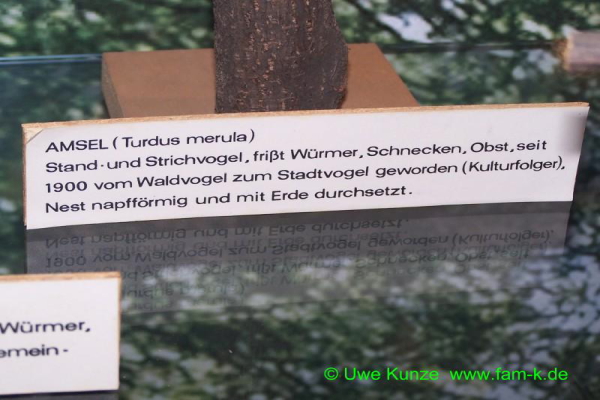 AMSEL (Turdus merula)
Stand- und Strichvogel, frißt Würmer, Schnecken, Obst, seit
1900 vom Waldvogel zum Stadtvogel geworden (Kulturfolger),
Nest napfförmig und mit Erde durchsetzt.
Würmer,
emein-
© Uwe Kunze www.fam-k.de